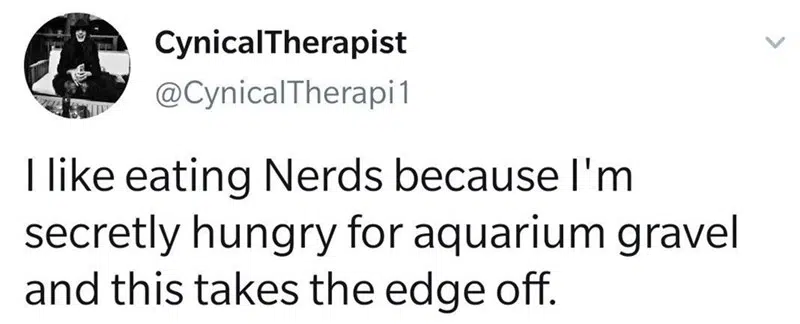 CynicalTherapist
@CynicalTherapi1
I like eating Nerds because I'm
secretly hungry for aquarium gravel
and this takes the edge off.